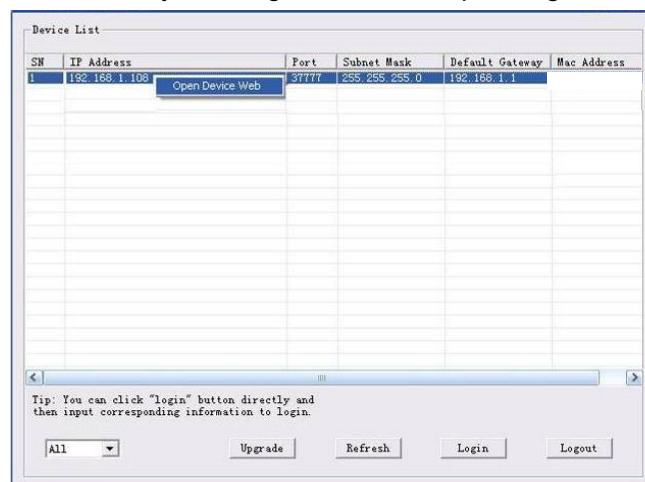 Device List
SN IP Address Port Subnet Mask Default Gateway Mac Address
1 192.168.1.108 37777 255.255.255.0 192.168.1.1
Open Device Web
Tip: You can click "login" button directly and
then input corresponding information to login.
All Upgrade Refresh Login Logout